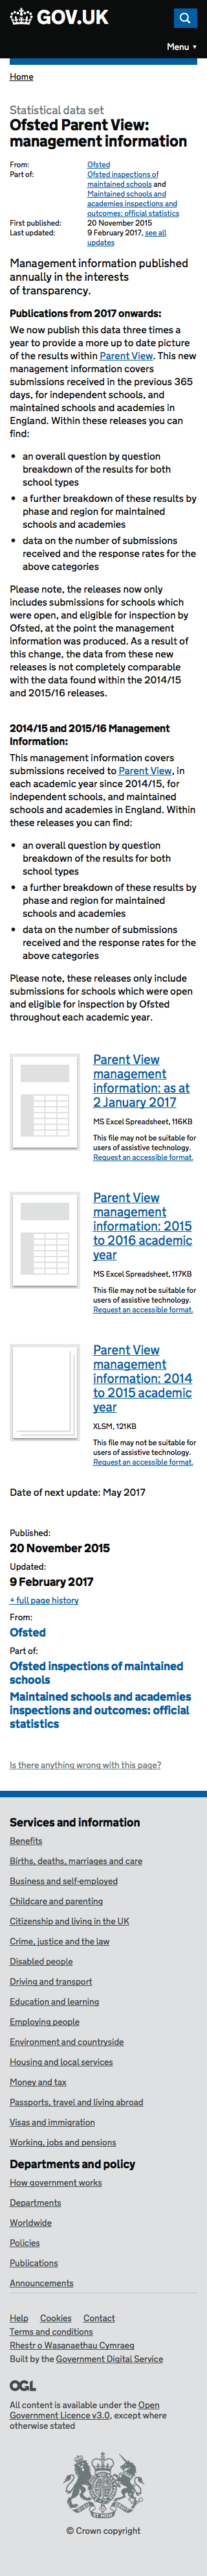 GOV.UK
Menu ▼
Home
Statistical data set
Ofsted Parent View:
management information
From: Ofsted
Part of: Ofsted inspections of
maintained schools and
Maintained schools and
academies inspections and
outcomes: official statistics
First published: 20 November 2015
Last updated: 9 February 2017, see all
updates
Management information published
annually in the interests
of transparency.
Publications from 2017 onwards:
We now publish this data three times a
year to provide a more up to date picture
of the results within Parent View. This new
management information covers
submissions received in the previous 365
days, for independent schools, and
maintained schools and academies in
England. Within these releases you can
find:
• an overall question by question
breakdown of the results for both
school types
• a further breakdown of these results by
phase and region for maintained
schools and academies
• data on the number of submissions
received and the response rates for the
above categories
Please note, the releases now only
includes submissions for schools which
were open, and eligible for inspection by
Ofsted, at the point the management
information was produced. As a result of
this change, the data from these new
releases is not completely comparable
with the data found within the 2014/15
and 2015/16 releases.
2014/15 and 2015/16 Management
Information:
This management information covers
submissions received to Parent View, in
each academic year since 2014/15, for
independent schools, and maintained
schools and academies in England. Within
these releases you can find:
• an overall question by question
breakdown of the results for both
school types
• a further breakdown of these results by
phase and region for maintained
schools and academies
• data on the number of submissions
received and the response rates for the
above categories
Please note, these releases only include
submissions for schools which were open
and eligible for inspection by Ofsted
throughout each academic year.
Parent View
management
information: as at
2 January 2017
MS Excel Spreadsheet, 116KB
This file may not be suitable for
users of assistive technology.
Request an accessible format.
Parent View
management
information: 2015
to 2016 academic
year
MS Excel Spreadsheet, 117KB
This file may not be suitable for
users of assistive technology.
Request an accessible format.
Parent View
management
information: 2014
to 2015 academic
year
XLSM, 121KB
This file may not be suitable for
users of assistive technology.
Request an accessible format.
Date of next update: May 2017
Published:
20 November 2015
Updated:
9 February 2017
+ full page history
From:
Ofsted
Part of:
Ofsted inspections of maintained
schools
Maintained schools and academies
inspections and outcomes: official
statistics
Is there anything wrong with this page?
Services and information
Benefits
Births, deaths, marriages and care
Business and self-employed
Childcare and parenting
Citizenship and living in the UK
Crime, justice and the law
Disabled people
Driving and transport
Education and learning
Employing people
Environment and countryside
Housing and local services
Money and tax
Passports, travel and living abroad
Visas and immigration
Working, jobs and pensions
Departments and policy
How government works
Departments
Worldwide
Policies
Publications
Announcements
Help Cookies Contact
Terms and conditions
Rhestr o Wasanaethau Cymraeg
Built by the Government Digital Service
OGL
All content is available under the Open
Government Licence v3.0, except where
otherwise stated
© Crown copyright